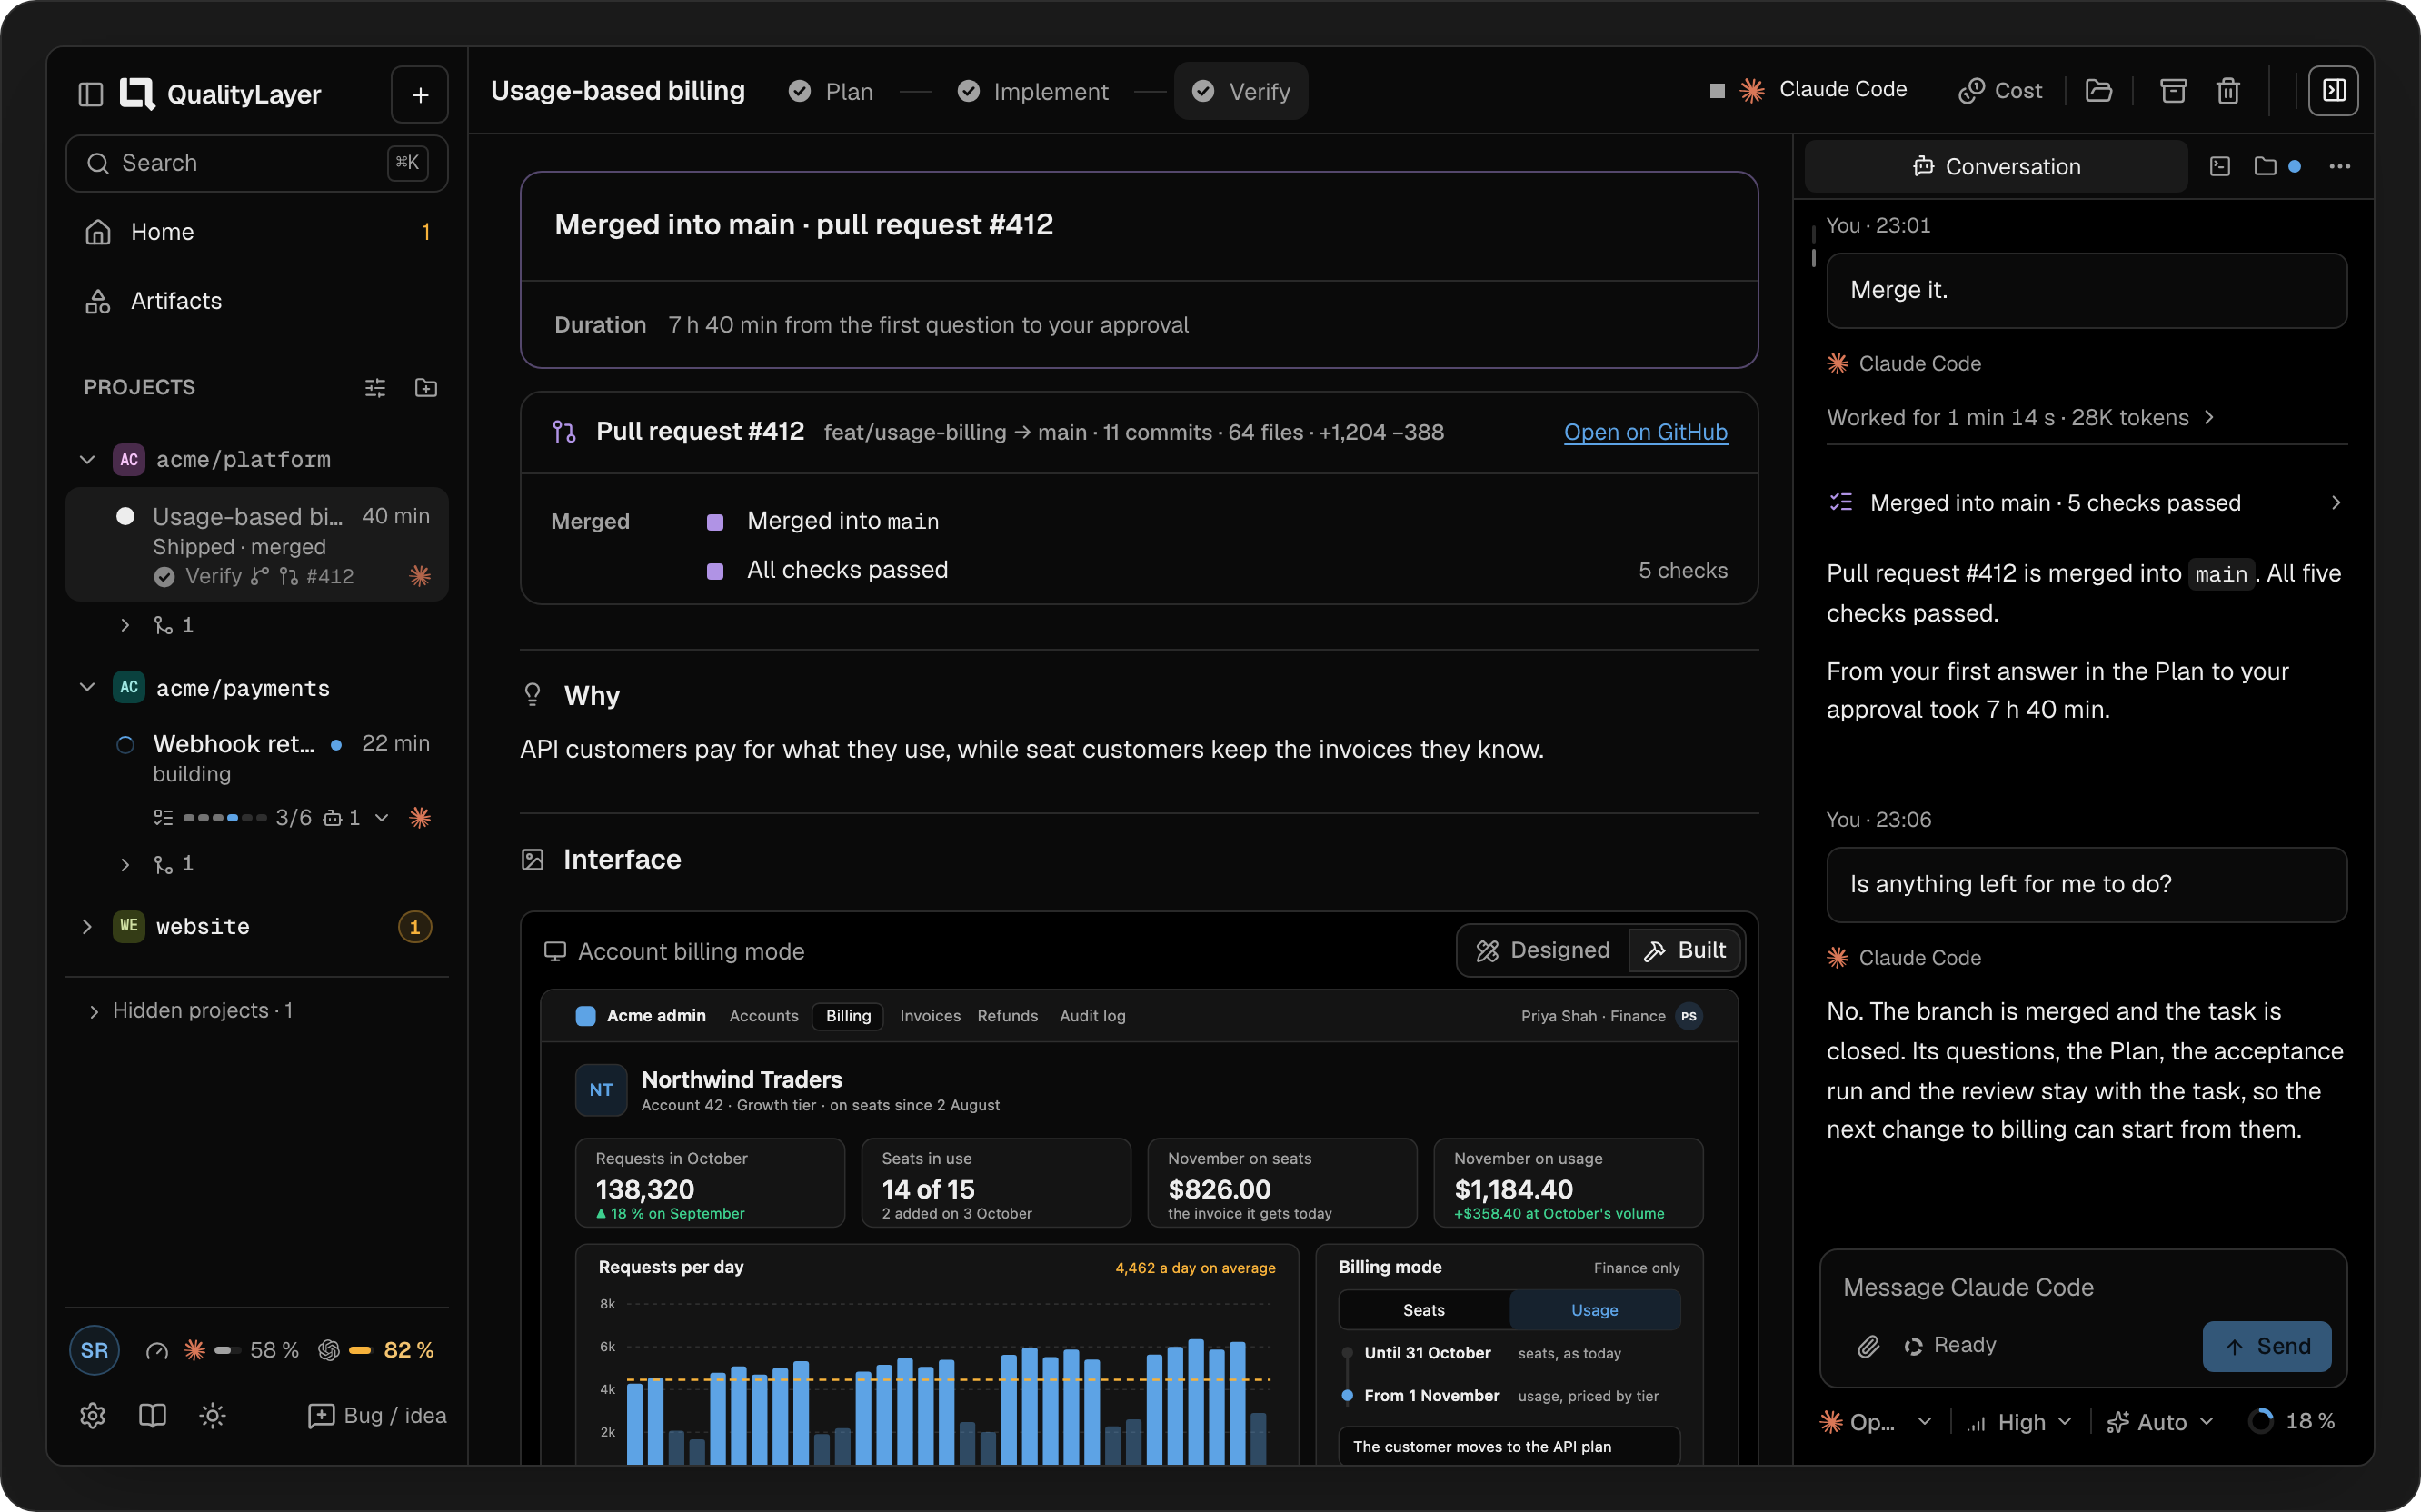 QualityLayer
+
Search
⌘K
Home
1
Artifacts
PROJECTS
AC
acme/platform
Usage-based bi...
40 min
Shipped · merged
Verify
#412
1
AC
acme/payments
Webhook ret...
22 min
building
3/6
1
1
WE
website
1
Hidden projects · 1
SR
58 %
82 %
Bug / idea
Usage-based billing
Plan
Implement
Verify
Claude Code
Cost
Merged into main · pull request #412
Duration
7 h 40 min from the first question to your approval
Pull request #412
feat/usage-billing → main · 11 commits · 64 files · +1,204 −388
Open on GitHub
Merged
Merged into main
All checks passed
5 checks
Why
API customers pay for what they use, while seat customers keep the invoices they know.
Interface
Account billing mode
Designed
Built
Acme admin
Accounts
Billing
Invoices
Refunds
Audit log
Priya Shah · Finance
PS
NT
Northwind Traders
Account 42 · Growth tier · on seats since 2 August
Requests in October
138,320
▲ 18 % on September
Seats in use
14 of 15
2 added on 3 October
November on seats
$826.00
the invoice it gets today
November on usage
$1,184.40
+$358.40 at October's volume
Requests per day
4,462 a day on average
8k
6k
4k
2k
Billing mode
Finance only
Seats
Usage
Until 31 October
seats, as today
From 1 November
usage, priced by tier
The customer moves to the API plan
Conversation
You · 23:01
Merge it.
Claude Code
Worked for 1 min 14 s · 28K tokens
Merged into main · 5 checks passed
Pull request #412 is merged into main. All five
checks passed.
From your first answer in the Plan to your
approval took 7 h 40 min.
You · 23:06
Is anything left for me to do?
Claude Code
No. The branch is merged and the task is
closed. Its questions, the Plan, the acceptance
run and the review stay with the task, so the
next change to billing can start from them.
Message Claude Code
Ready
Send
Op...
High
Auto
18 %